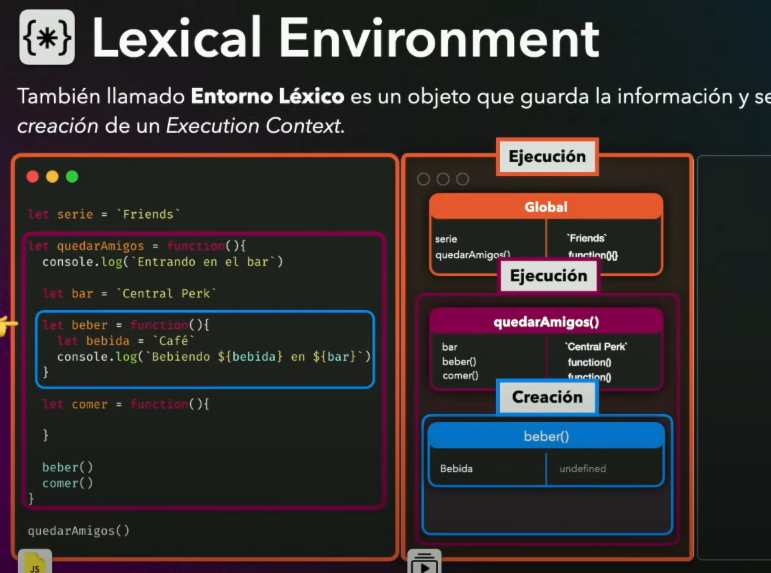 {*} Lexical Environment
También llamado Entorno Léxico es un objeto que guarda la información y se
creación de un Execution Context.
let serie = `Friends`
let quedarAmigos = function(){
console.log(`Entrando en el bar`)
let bar = `Central Perk`
let beber = function(){
let bebida = `Café`
console.log(`Bebiendo ${bebida} en ${bar}`)
}
let comer = function(){
}
beber()
comer()
}
quedarAmigos()
JS
Ejecución
Global
serie `Friends`
quedarAmigos() function(){}
Ejecución
quedarAmigos()
bar `Central Perk`
beber() function()
comer() function()
Creación
beber()
Bebida undefined